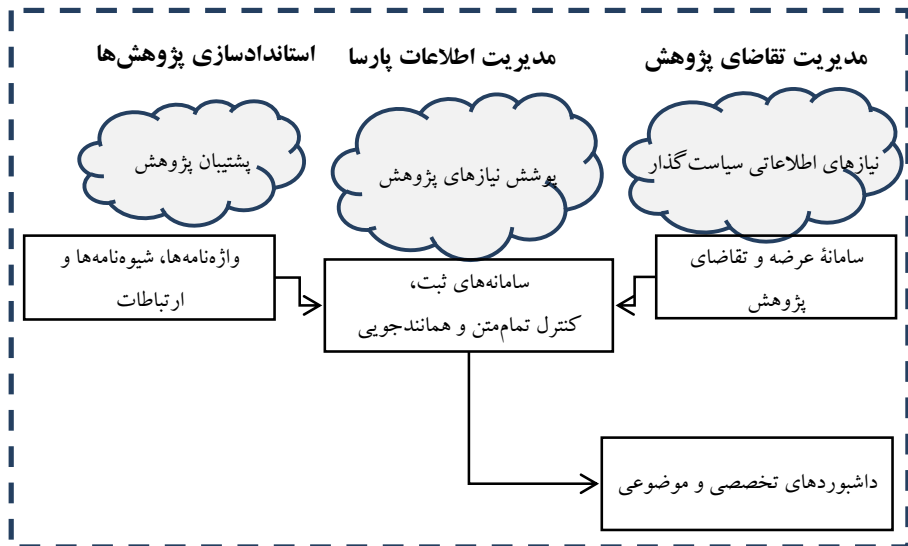 مدیریت تقاضای پژوهش
مدیریت اطلاعات پارسا
استاندادسازی پژوهش‌ها
نیازهای اطلاعاتی سیاست‌گذار
پوشش نیازهای پژوهش
پشتیبان پژوهش
سامانهٔ عرضه و تقاضای
پژوهش
سامانه‌های ثبت،
کنترل تمام‌متن و همانندجویی
واژه‌نامه‌ها، شیوه‌نامه‌ها و
ارتباطات
داشبوردهای تخصصی و موضوعی